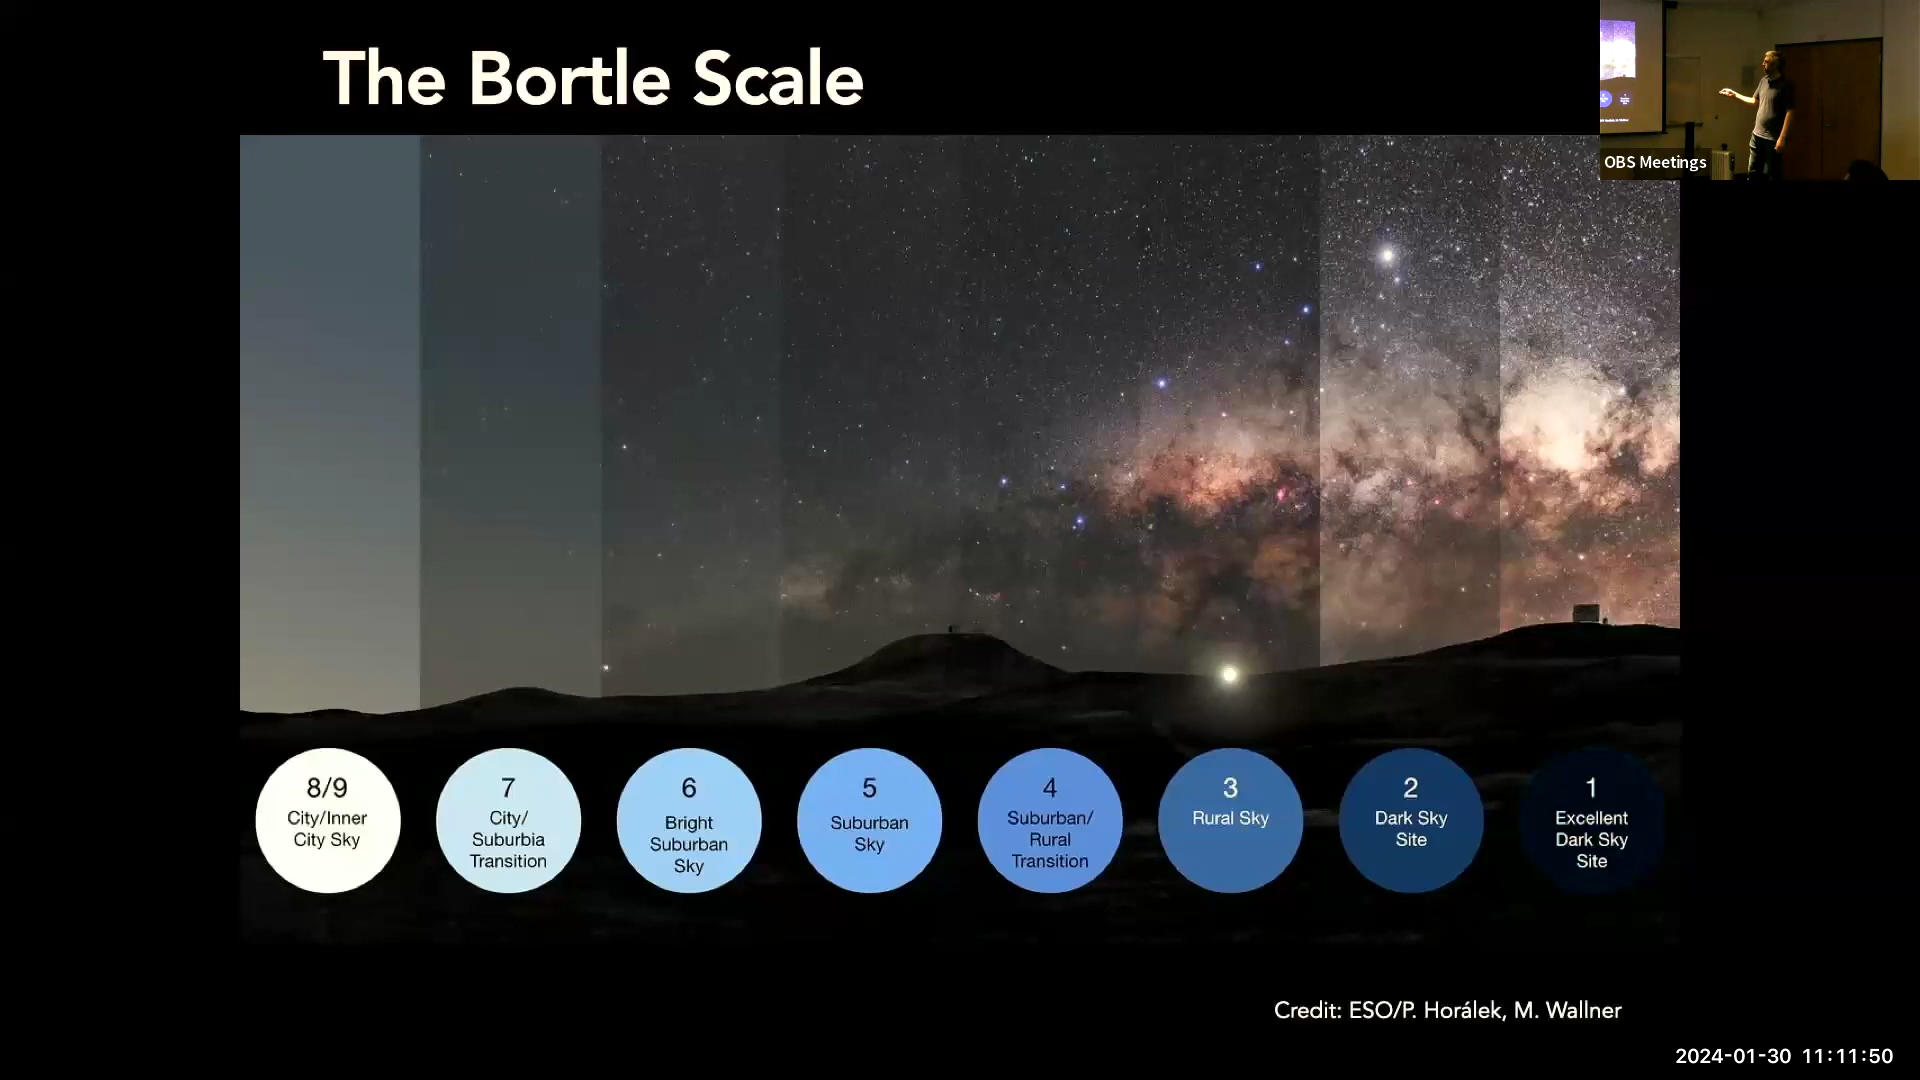 The Bortle Scale
OBS Meetings
8/9
City/Inner
City Sky
7
City/
Suburbia
Transition
6
Bright
Suburban
Sky
5
Suburban
Sky
4
Suburban/
Rural
Transition
3
Rural Sky
2
Dark Sky
Site
1
Excellent
Dark Sky
Site
Credit: ESO/P. Horálek, M. Wallner
2024-01-30 11:11:50